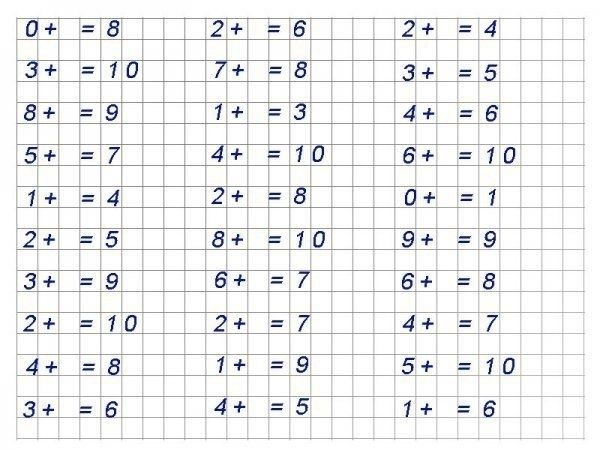 0 + = 8 2 + = 6 2 + = 4
3 + = 10 7 + = 8 3 + = 5
8 + = 9 1 + = 3 4 + = 6
5 + = 7 4 + = 10 6 + = 10
1 + = 4 2 + = 8 0 + = 1
2 + = 5 8 + = 10 9 + = 9
3 + = 9 6 + = 7 6 + = 8
2 + = 10 2 + = 7 4 + = 7
4 + = 8 1 + = 9 5 + = 10
3 + = 6 4 + = 5 1 + = 6